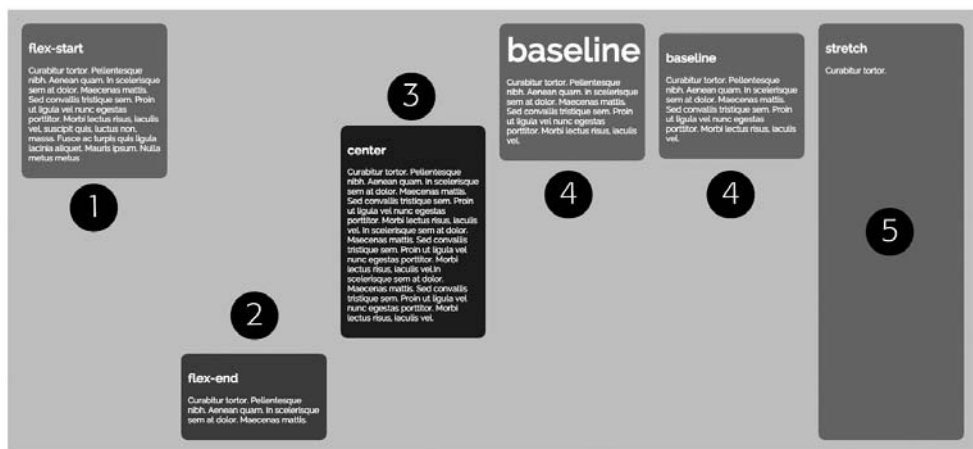 flex-start
Curabitur tortor. Pellentesque
nibh. Aenean quam. In scelerisque
sem at dolor. Maecenas mattis.
Sed convallis tristique sem. Proin
ut ligula vel nunc egestas
porttitor. Morbi lectus risus, iaculis
vel, suscipit quis, luctus non,
massa. Fusce ac turpis quis ligula
lacinia aliquet. Mauris ipsum. Nulla
metus metus
1
2
flex-end
Curabitur tortor. Pellentesque
nibh. Aenean quam. In scelerisque
sem at dolor. Maecenas mattis.
3
center
Curabitur tortor. Pellentesque
nibh. Aenean quam. In scelerisque
sem at dolor. Maecenas mattis.
Sed convallis tristique sem. Proin
ut ligula vel nunc egestas
porttitor. Morbi lectus risus, iaculis
vel. In scelerisque sem at dolor.
Maecenas mattis. Sed convallis
tristique sem. Proin ut ligula vel
nunc egestas porttitor. Morbi
lectus risus, iaculis vel.In
scelerisque sem at dolor.
Maecenas mattis. Sed convallis
tristique sem. Proin ut ligula vel
nunc egestas porttitor. Morbi
lectus risus, iaculis vel.
baseline
Curabitur tortor. Pellentesque
nibh. Aenean quam. In scelerisque
sem at dolor. Maecenas mattis.
Sed convallis tristique sem. Proin
ut ligula vel nunc egestas
porttitor. Morbi lectus risus, iaculis
vel.
4
baseline
Curabitur tortor. Pellentesque
nibh. Aenean quam. In scelerisque
sem at dolor. Maecenas mattis.
Sed convallis tristique sem. Proin
ut ligula vel nunc egestas
porttitor. Morbi lectus risus, iaculis
vel.
4
stretch
Curabitur tortor.
5